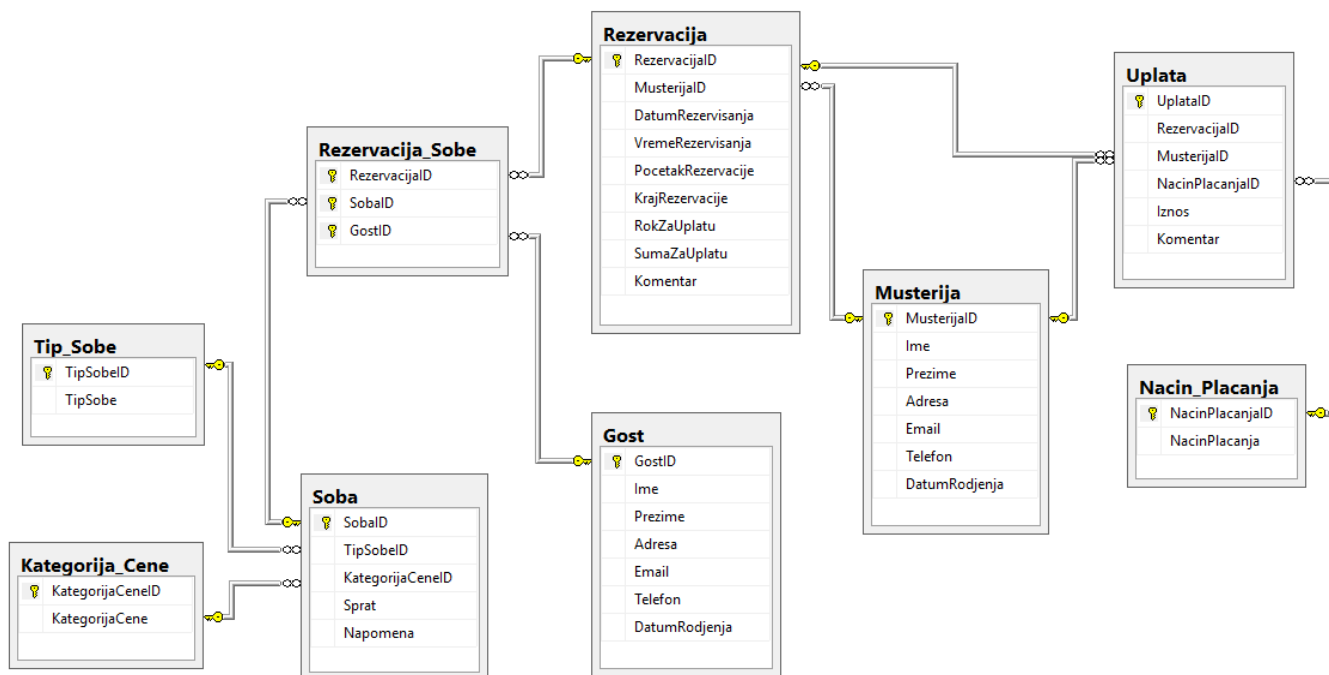 Rezervacija
RezervacijaID
MusterijaID
DatumRezervisanja
VremeRezervisanja
PocetakRezervacije
KrajRezervacije
RokZaUplatu
SumaZaUplatu
Komentar
Uplata
UplataID
RezervacijaID
MusterijaID
NacinPlacanjaID
Iznos
Komentar
Rezervacija_Sobe
RezervacijaID
SobaID
GostID
Musterija
MusterijaID
Ime
Prezime
Adresa
Email
Telefon
DatumRodjenja
Tip_Sobe
TipSobeID
TipSobe
Nacin_Placanja
NacinPlacanjaID
NacinPlacanja
Gost
GostID
Ime
Prezime
Adresa
Email
Telefon
DatumRodjenja
Soba
SobaID
TipSobeID
KategorijaCeneID
Sprat
Napomena
Kategorija_Cene
KategorijaCeneID
KategorijaCene